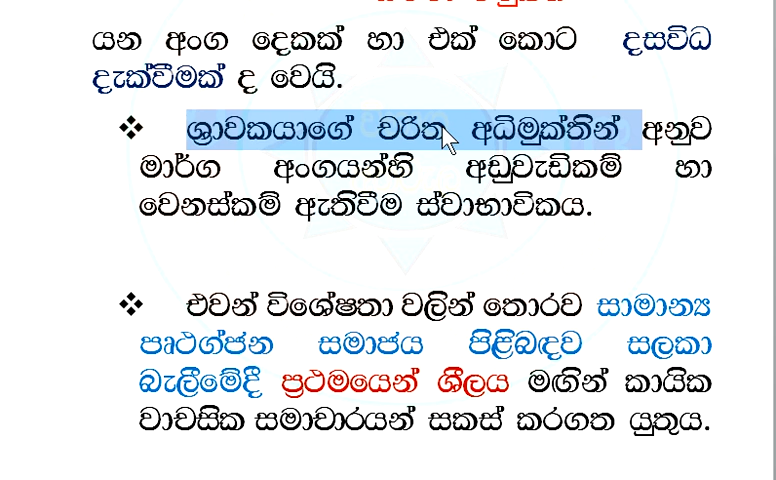 යන අංග දෙකක් හා එක් කොට දසවිධ
දැක්වීමක් ද වෙයි.
❖ ශ්‍රාවකයාගේ චරිත අධිමුක්තින් අනුව
මාර්ග අංගයන්හි අඩුවැඩිකම් හා
වෙනස්කම් ඇතිවීම ස්වාභාවිකය.
❖ එවන් විශේෂතා වලින් තොරව සාමාන්‍ය
පෘථග්ජන සමාජය පිළිබඳව සලකා
බැලීමේදී ප්‍රථමයෙන් ශීලය මඟින් කායික
වාචසික සමාචාරයන් සකස් කරගත යුතුය.